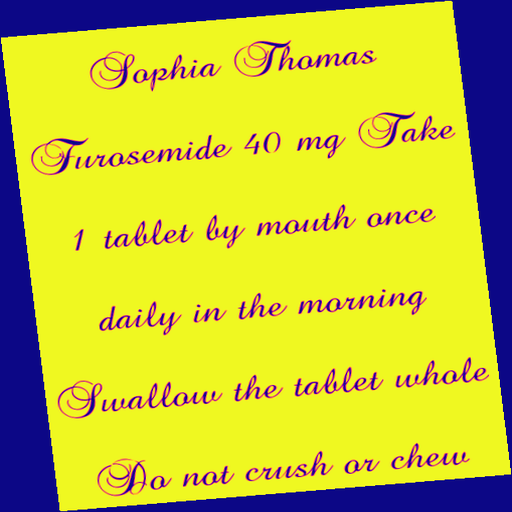 Sophia Thomas
Furosemide 40 mg Take
1 tablet by mouth once
daily in the morning
Swallow the tablet whole
Do not crush or chew